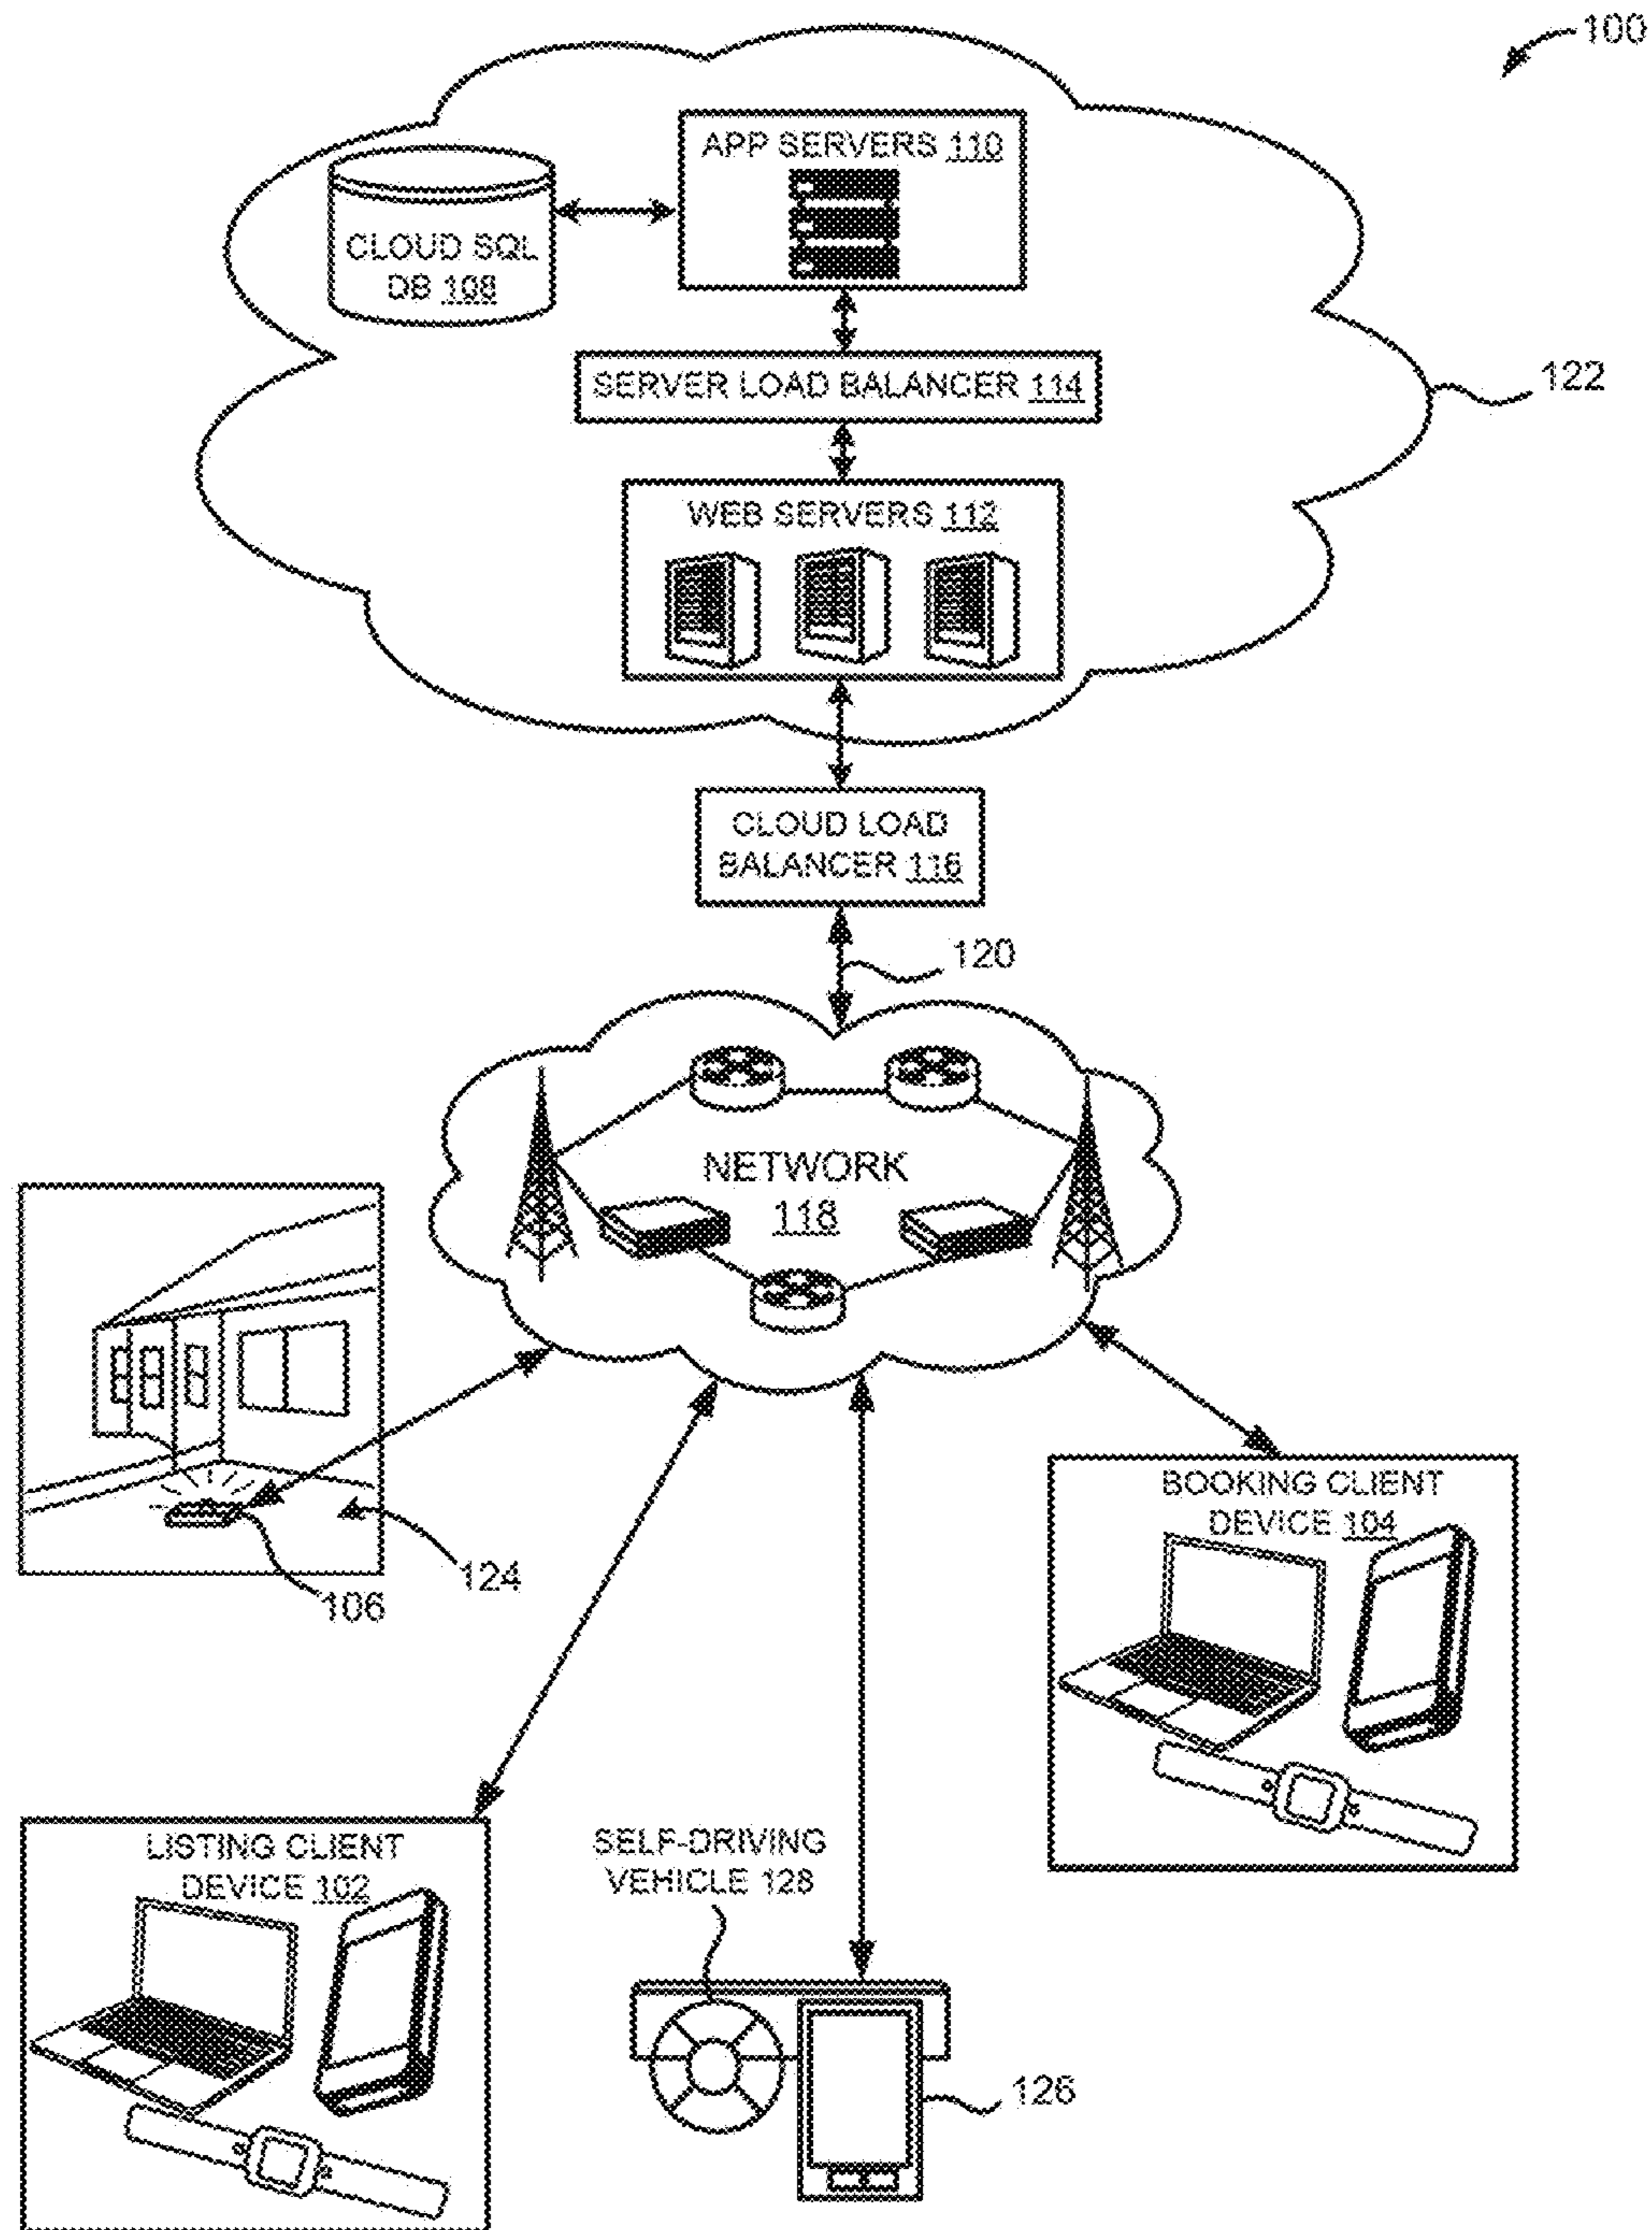 100
APP SERVERS 110
CLOUD SQL
DB 108
SERVER LOAD BALANCER 114
122
WEB SERVERS 112
CLOUD LOAD
BALANCER 116
120
NETWORK
118
124
106
BOOKING CLIENT
DEVICE 104
LISTING CLIENT
DEVICE 102
SELF-DRIVING
VEHICLE 128
126